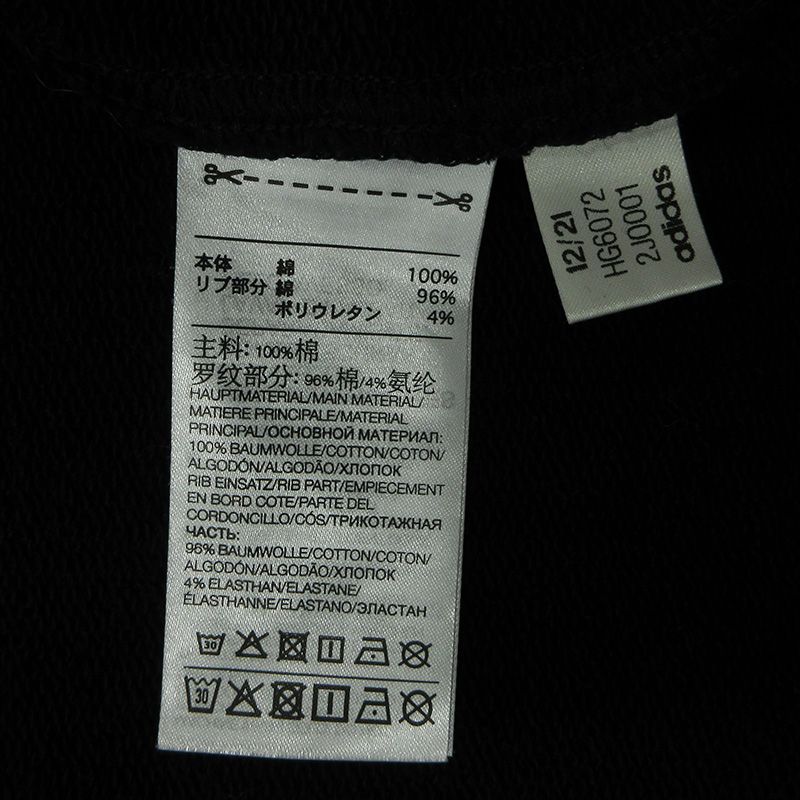 本体 綿 100%
リブ部分 綿 96%
ポリウレタン 4%
主料: 100%棉
罗纹部分: 96%棉/4%氨纶
HAUPTMATERIAL/MAIN MATERIAL/
MATIERE PRINCIPALE/MATERIAL
PRINCIPAL/ОСНОВНОЙ МАТЕРИАЛ:
100% BAUMWOLLE/COTTON/COTON/
ALGODÓN/ALGODÃO/ХЛОПОК
RIB EINSATZ/RIB PART/EMPIECEMENT
EN BORD COTE/PARTE DEL
CORDONCILLO/CÓS/ТРИКОТАЖНАЯ
ЧАСТЬ:
96% BAUMWOLLE/COTTON/COTON/
ALGODÓN/ALGODÃO/ХЛОПОК
4% ELASTHAN/ELASTANE/
ÉLASTHANNE/ELASTANO/ЭЛАСТАН
30
30
12/21
HG6072
2J0001
adidas